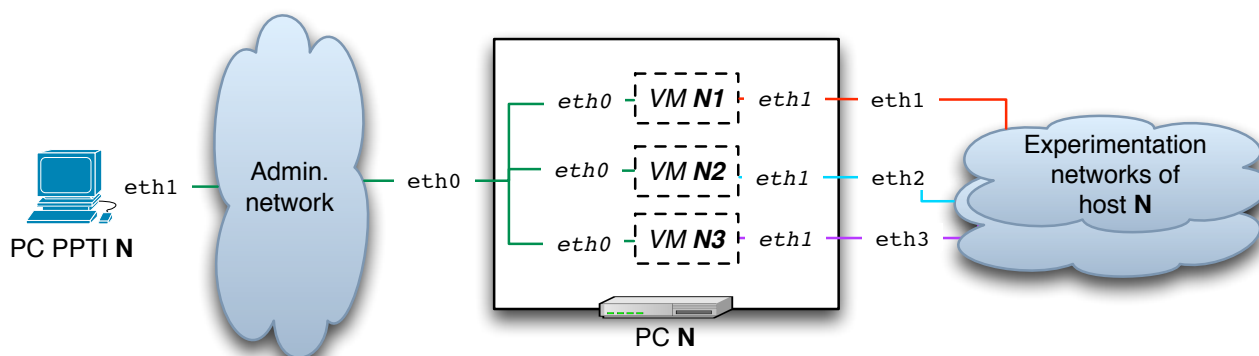 PC PPTI N
eth1
Admin.
network
eth0
eth0
VM N1
eth1
eth1
eth0
VM N2
eth1
eth2
eth0
VM N3
eth1
eth3
PC N
Experimentation
networks of
host N